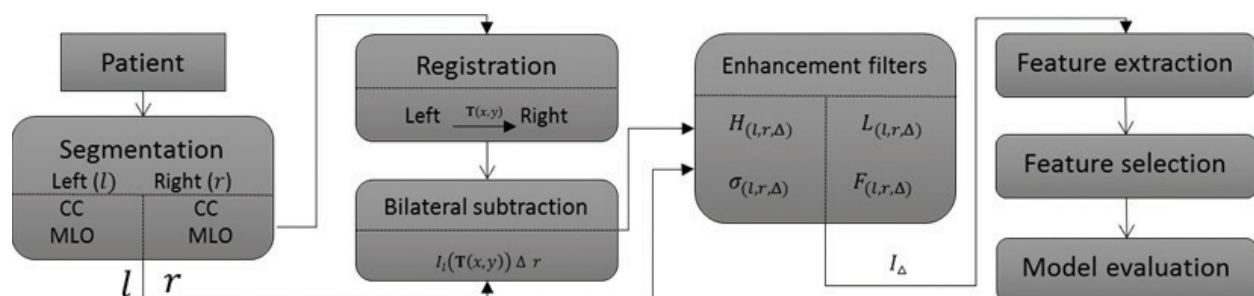 Patient
Segmentation
Left (l) Right (r)
CC CC
MLO MLO
l r
Registration
Left T(x,y) Right
Bilateral subtraction
I_l(T(x,y)) Δ r
Enhancement filters
H_(l,r,Δ) L_(l,r,Δ)
σ_(l,r,Δ) F_(l,r,Δ)
I_Δ
Feature extraction
Feature selection
Model evaluation